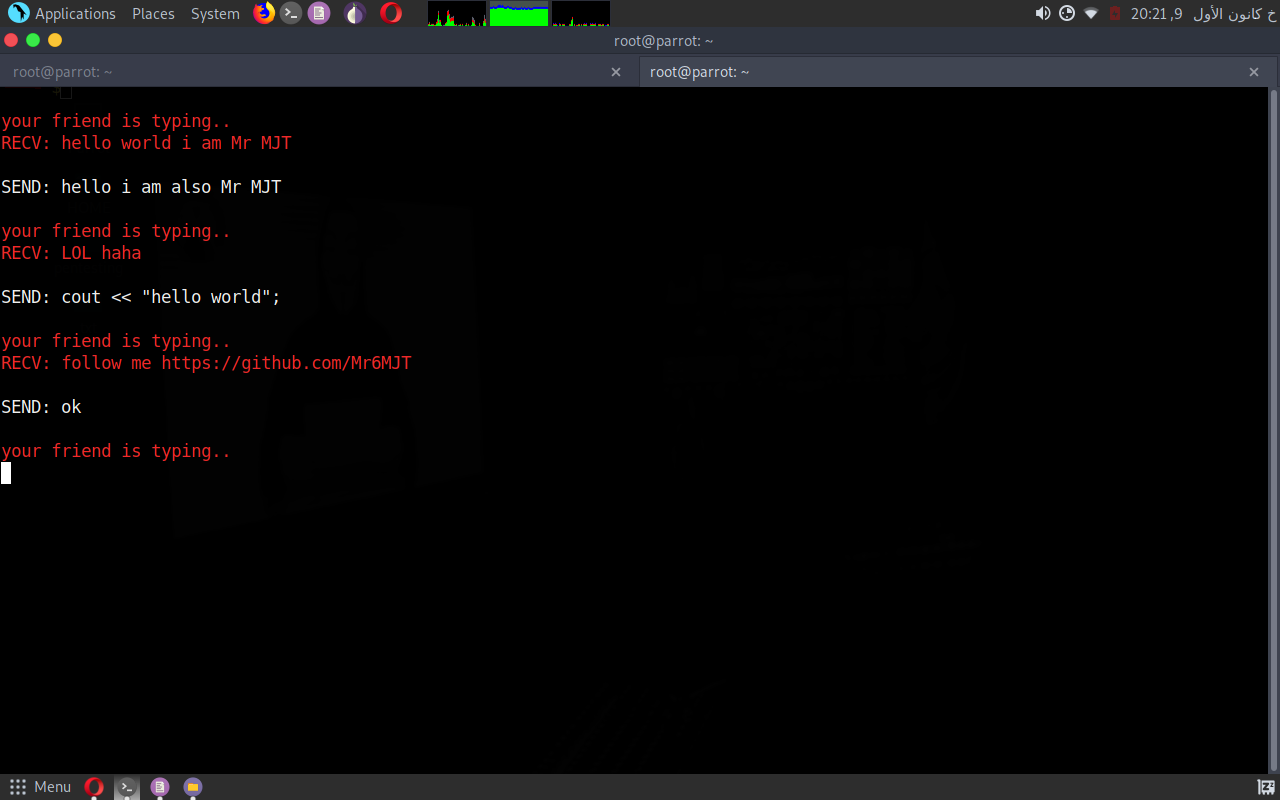 Applications Places System 20:21 ,9 خ كانون الأول
root@parrot: ~
root@parrot: ~ root@parrot: ~
your friend is typing..
RECV: hello world i am Mr MJT
SEND: hello i am also Mr MJT
your friend is typing..
RECV: LOL haha
SEND: cout << "hello world";
your friend is typing..
RECV: follow me https://github.com/Mr6MJT
SEND: ok
your friend is typing..
Menu